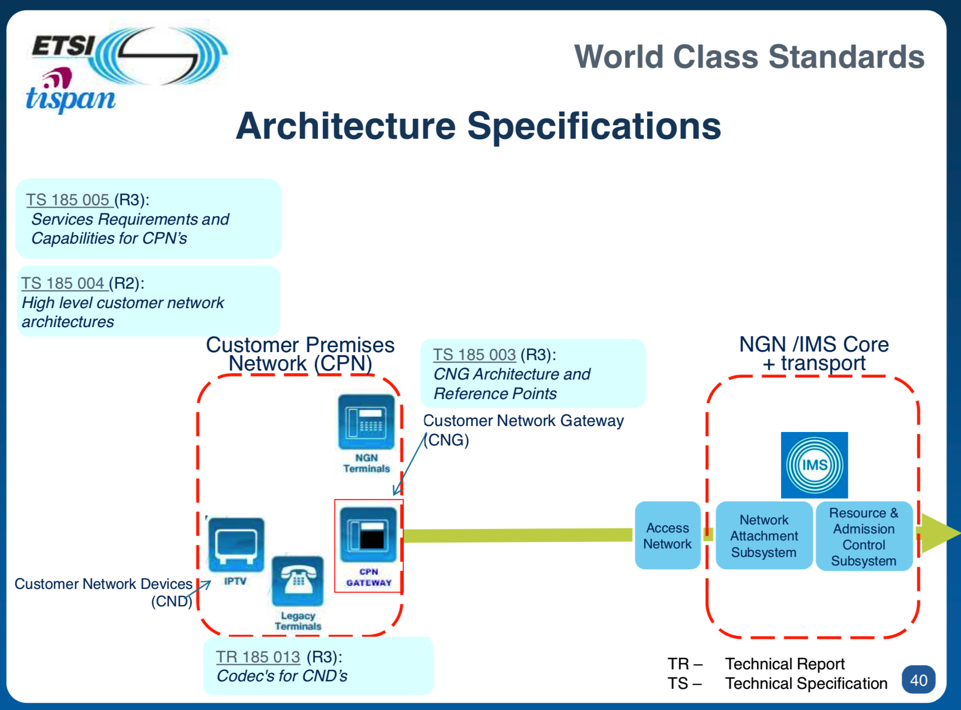 ETSI
tispan
World Class Standards
Architecture Specifications
TS 185 005 (R3):
Services Requirements and
Capabilities for CPN's
TS 185 004 (R2):
High level customer network
architectures
Customer Premises
Network (CPN)
TS 185 003 (R3):
CNG Architecture and
Reference Points
Customer Network Gateway
(CNG)
NGN /IMS Core
+ transport
NGN
Terminals
IMS
CPN
GATEWAY
Access
Network
Network
Attachment
Subsystem
Resource &
Admission
Control
Subsystem
IPTV
Customer Network Devices
(CND)
Legacy
Terminals
TR 185 013 (R3):
Codec's for CND's
TR – Technical Report
TS – Technical Specification
40